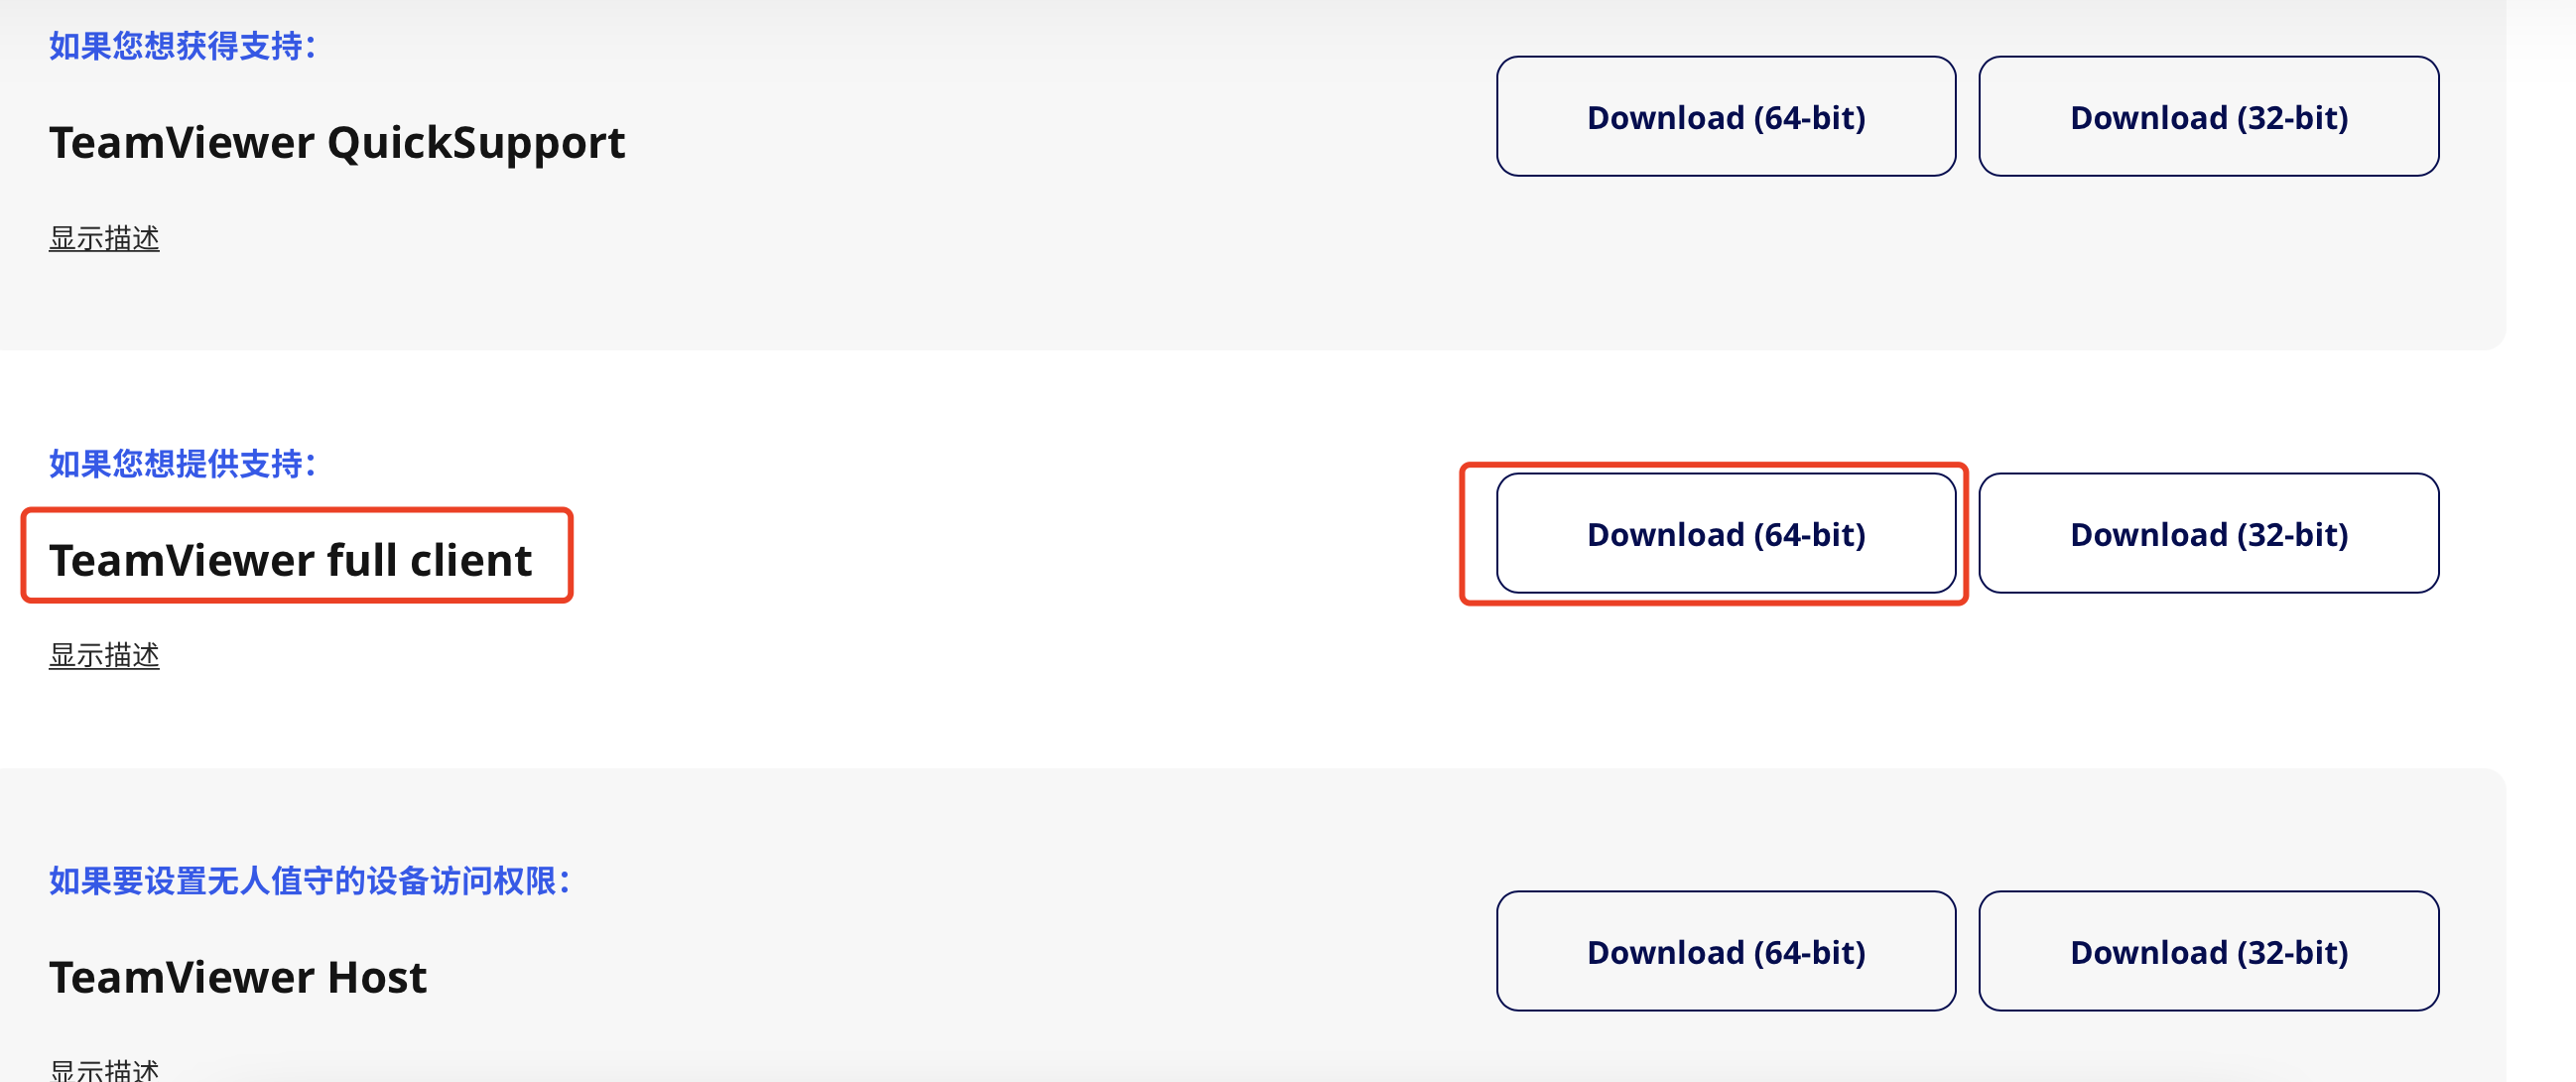 如果您想获得支持：
TeamViewer QuickSupport
Download (64-bit)
Download (32-bit)
显示描述
如果您想提供支持：
TeamViewer full client
Download (64-bit)
Download (32-bit)
显示描述
如果要设置无人值守的设备访问权限：
TeamViewer Host
Download (64-bit)
Download (32-bit)
显示描述